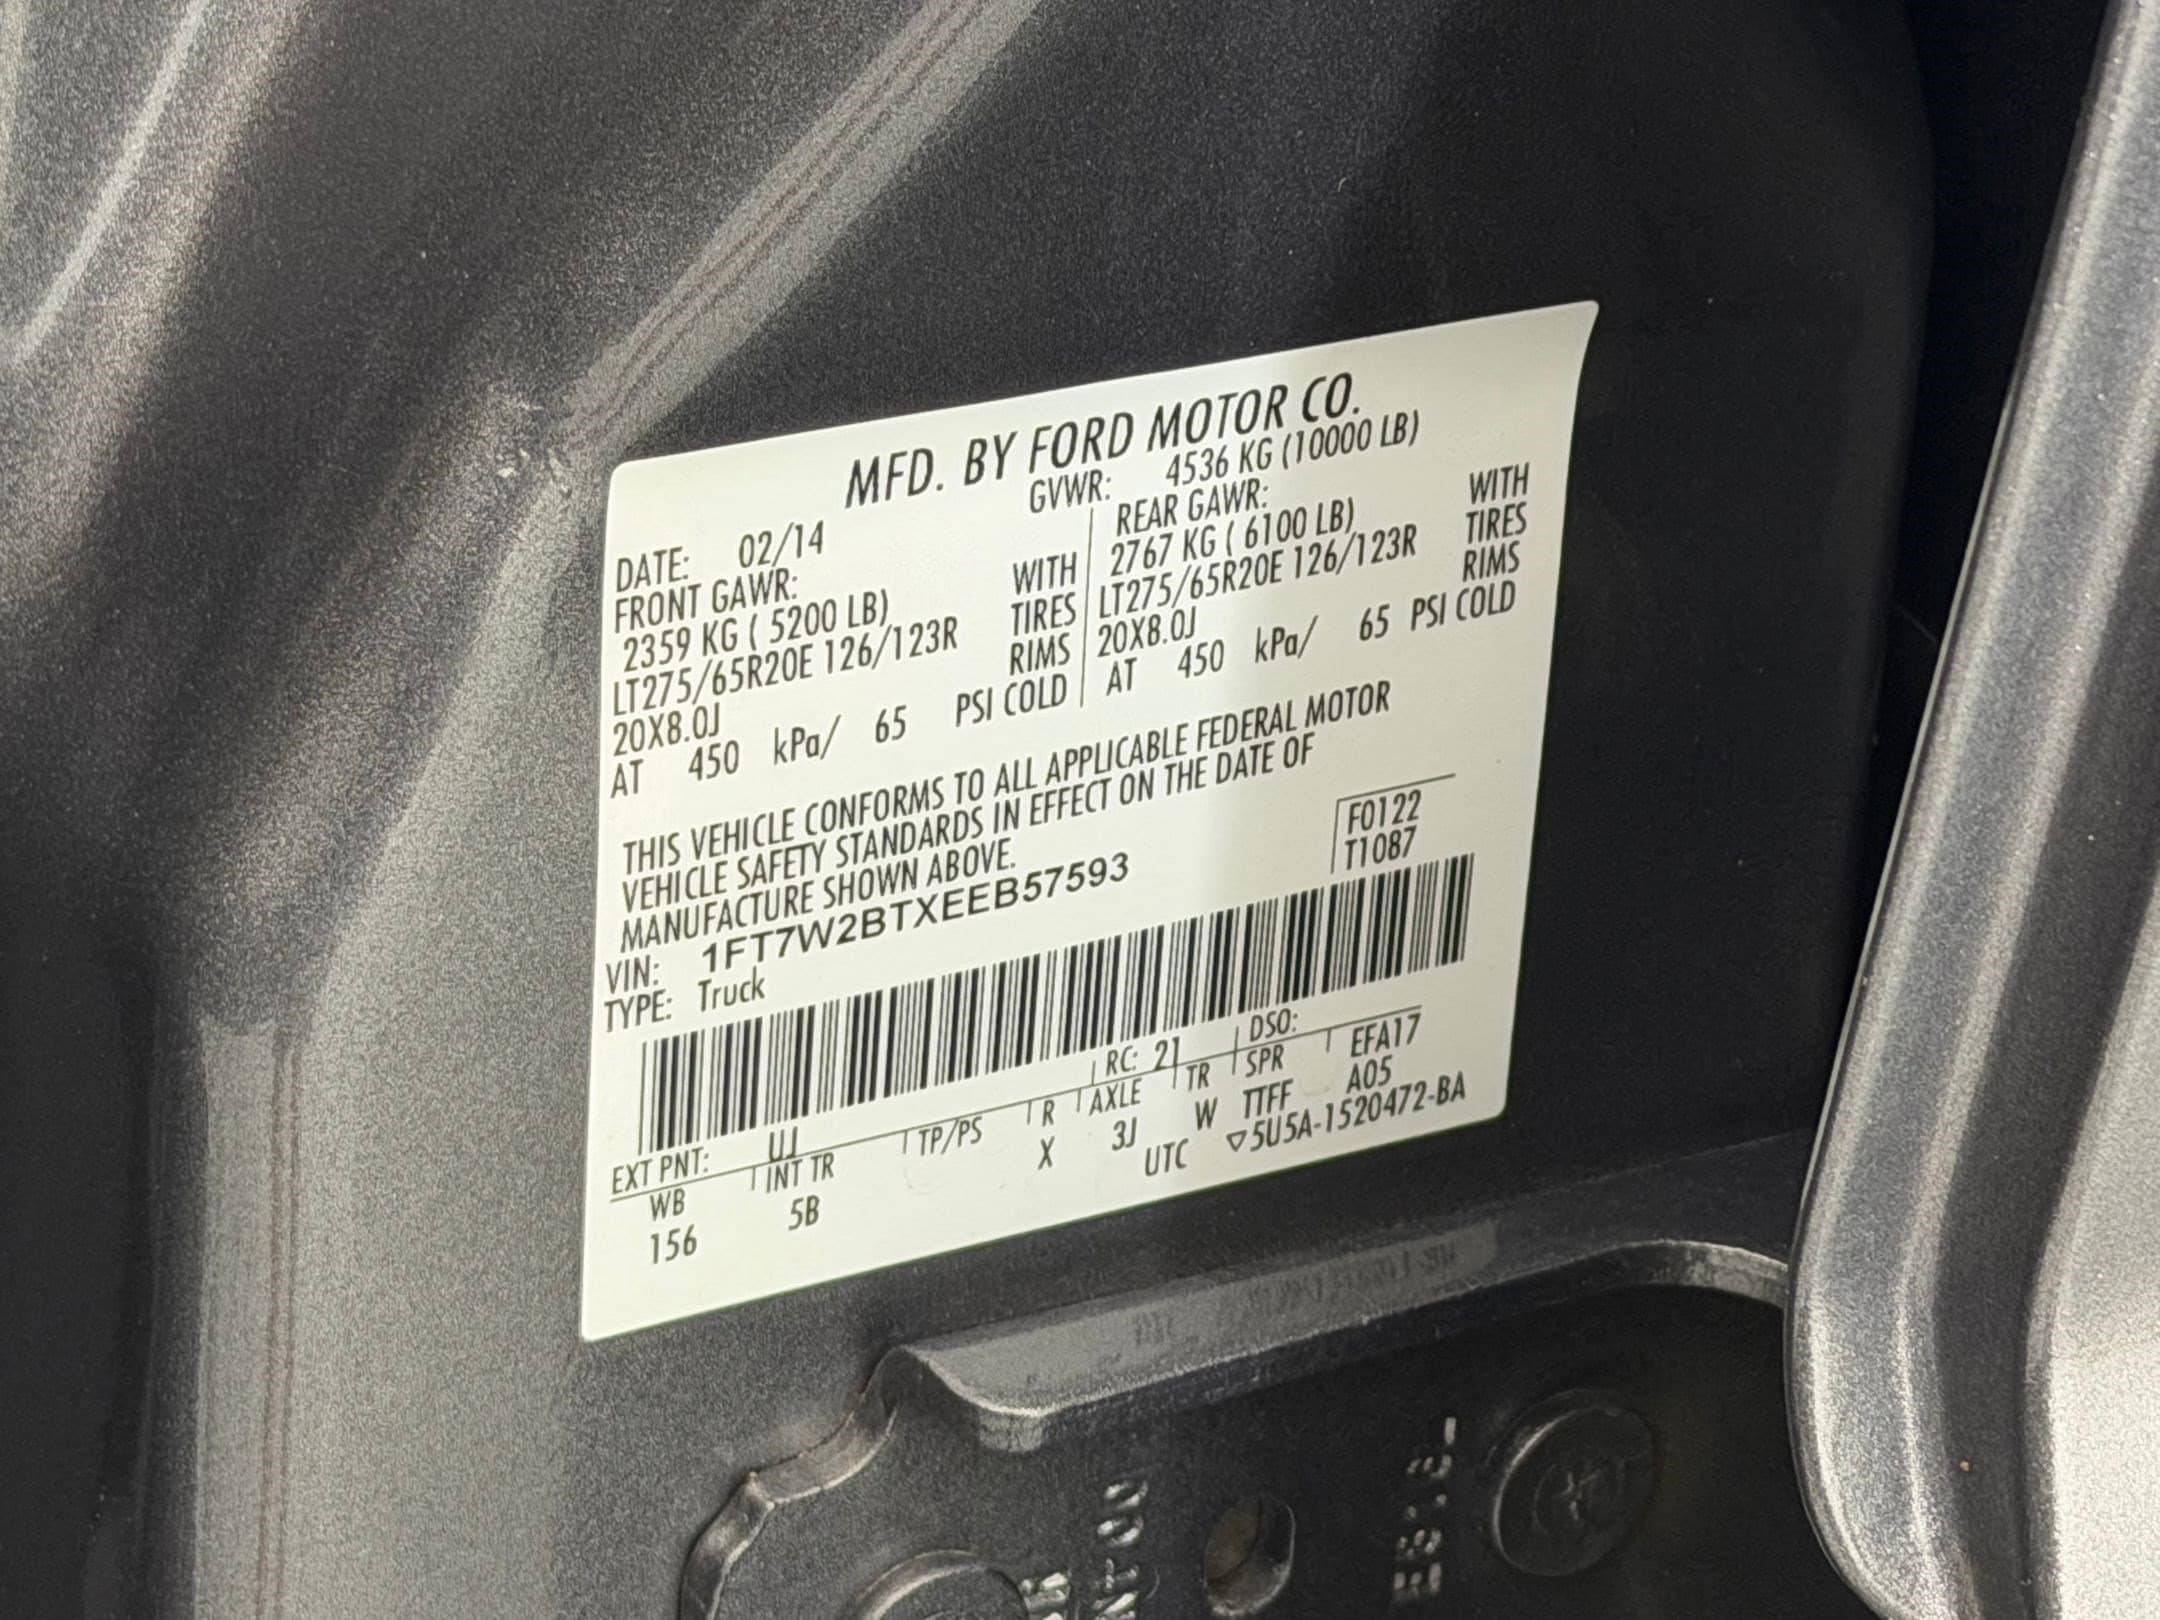 MFD. BY FORD MOTOR CO.
DATE: 02/14 GVWR: 4536 KG (10000 LB)
FRONT GAWR:
2359 KG ( 5200 LB) WITH
LT275/65R20E 126/123R TIRES
20X8.0J RIMS
AT 450 kPa/ 65 PSI COLD
REAR GAWR: WITH
2767 KG ( 6100 LB) TIRES
LT275/65R20E 126/123R RIMS
20X8.0J
AT 450 kPa/ 65 PSI COLD
THIS VEHICLE CONFORMS TO ALL APPLICABLE FEDERAL MOTOR
VEHICLE SAFETY STANDARDS IN EFFECT ON THE DATE OF
MANUFACTURE SHOWN ABOVE.
F0122
T1087
VIN: 1FT7W2BTXEEB57593
TYPE: Truck
EXT PNT: UJ RC: 21 DSO:
WB INT TR TP/PS R AXLE TR SPR EFA17
156 5B X 3J W TTFF A05
UTC ▽5U5A-1520472-BA